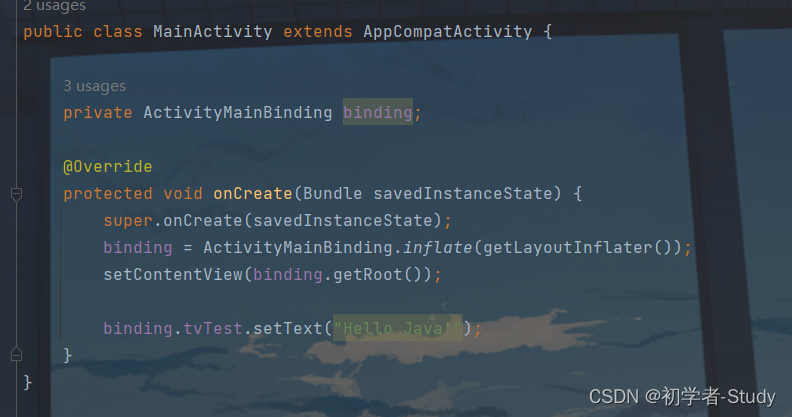 2 usages
public class MainActivity extends AppCompatActivity {
3 usages
private ActivityMainBinding binding;
@Override
protected void onCreate(Bundle savedInstanceState) {
super.onCreate(savedInstanceState);
binding = ActivityMainBinding.inflate(getLayoutInflater());
setContentView(binding.getRoot());
binding.tvTest.setText("Hello Java!");
}
}
CSDN @初学者-Study